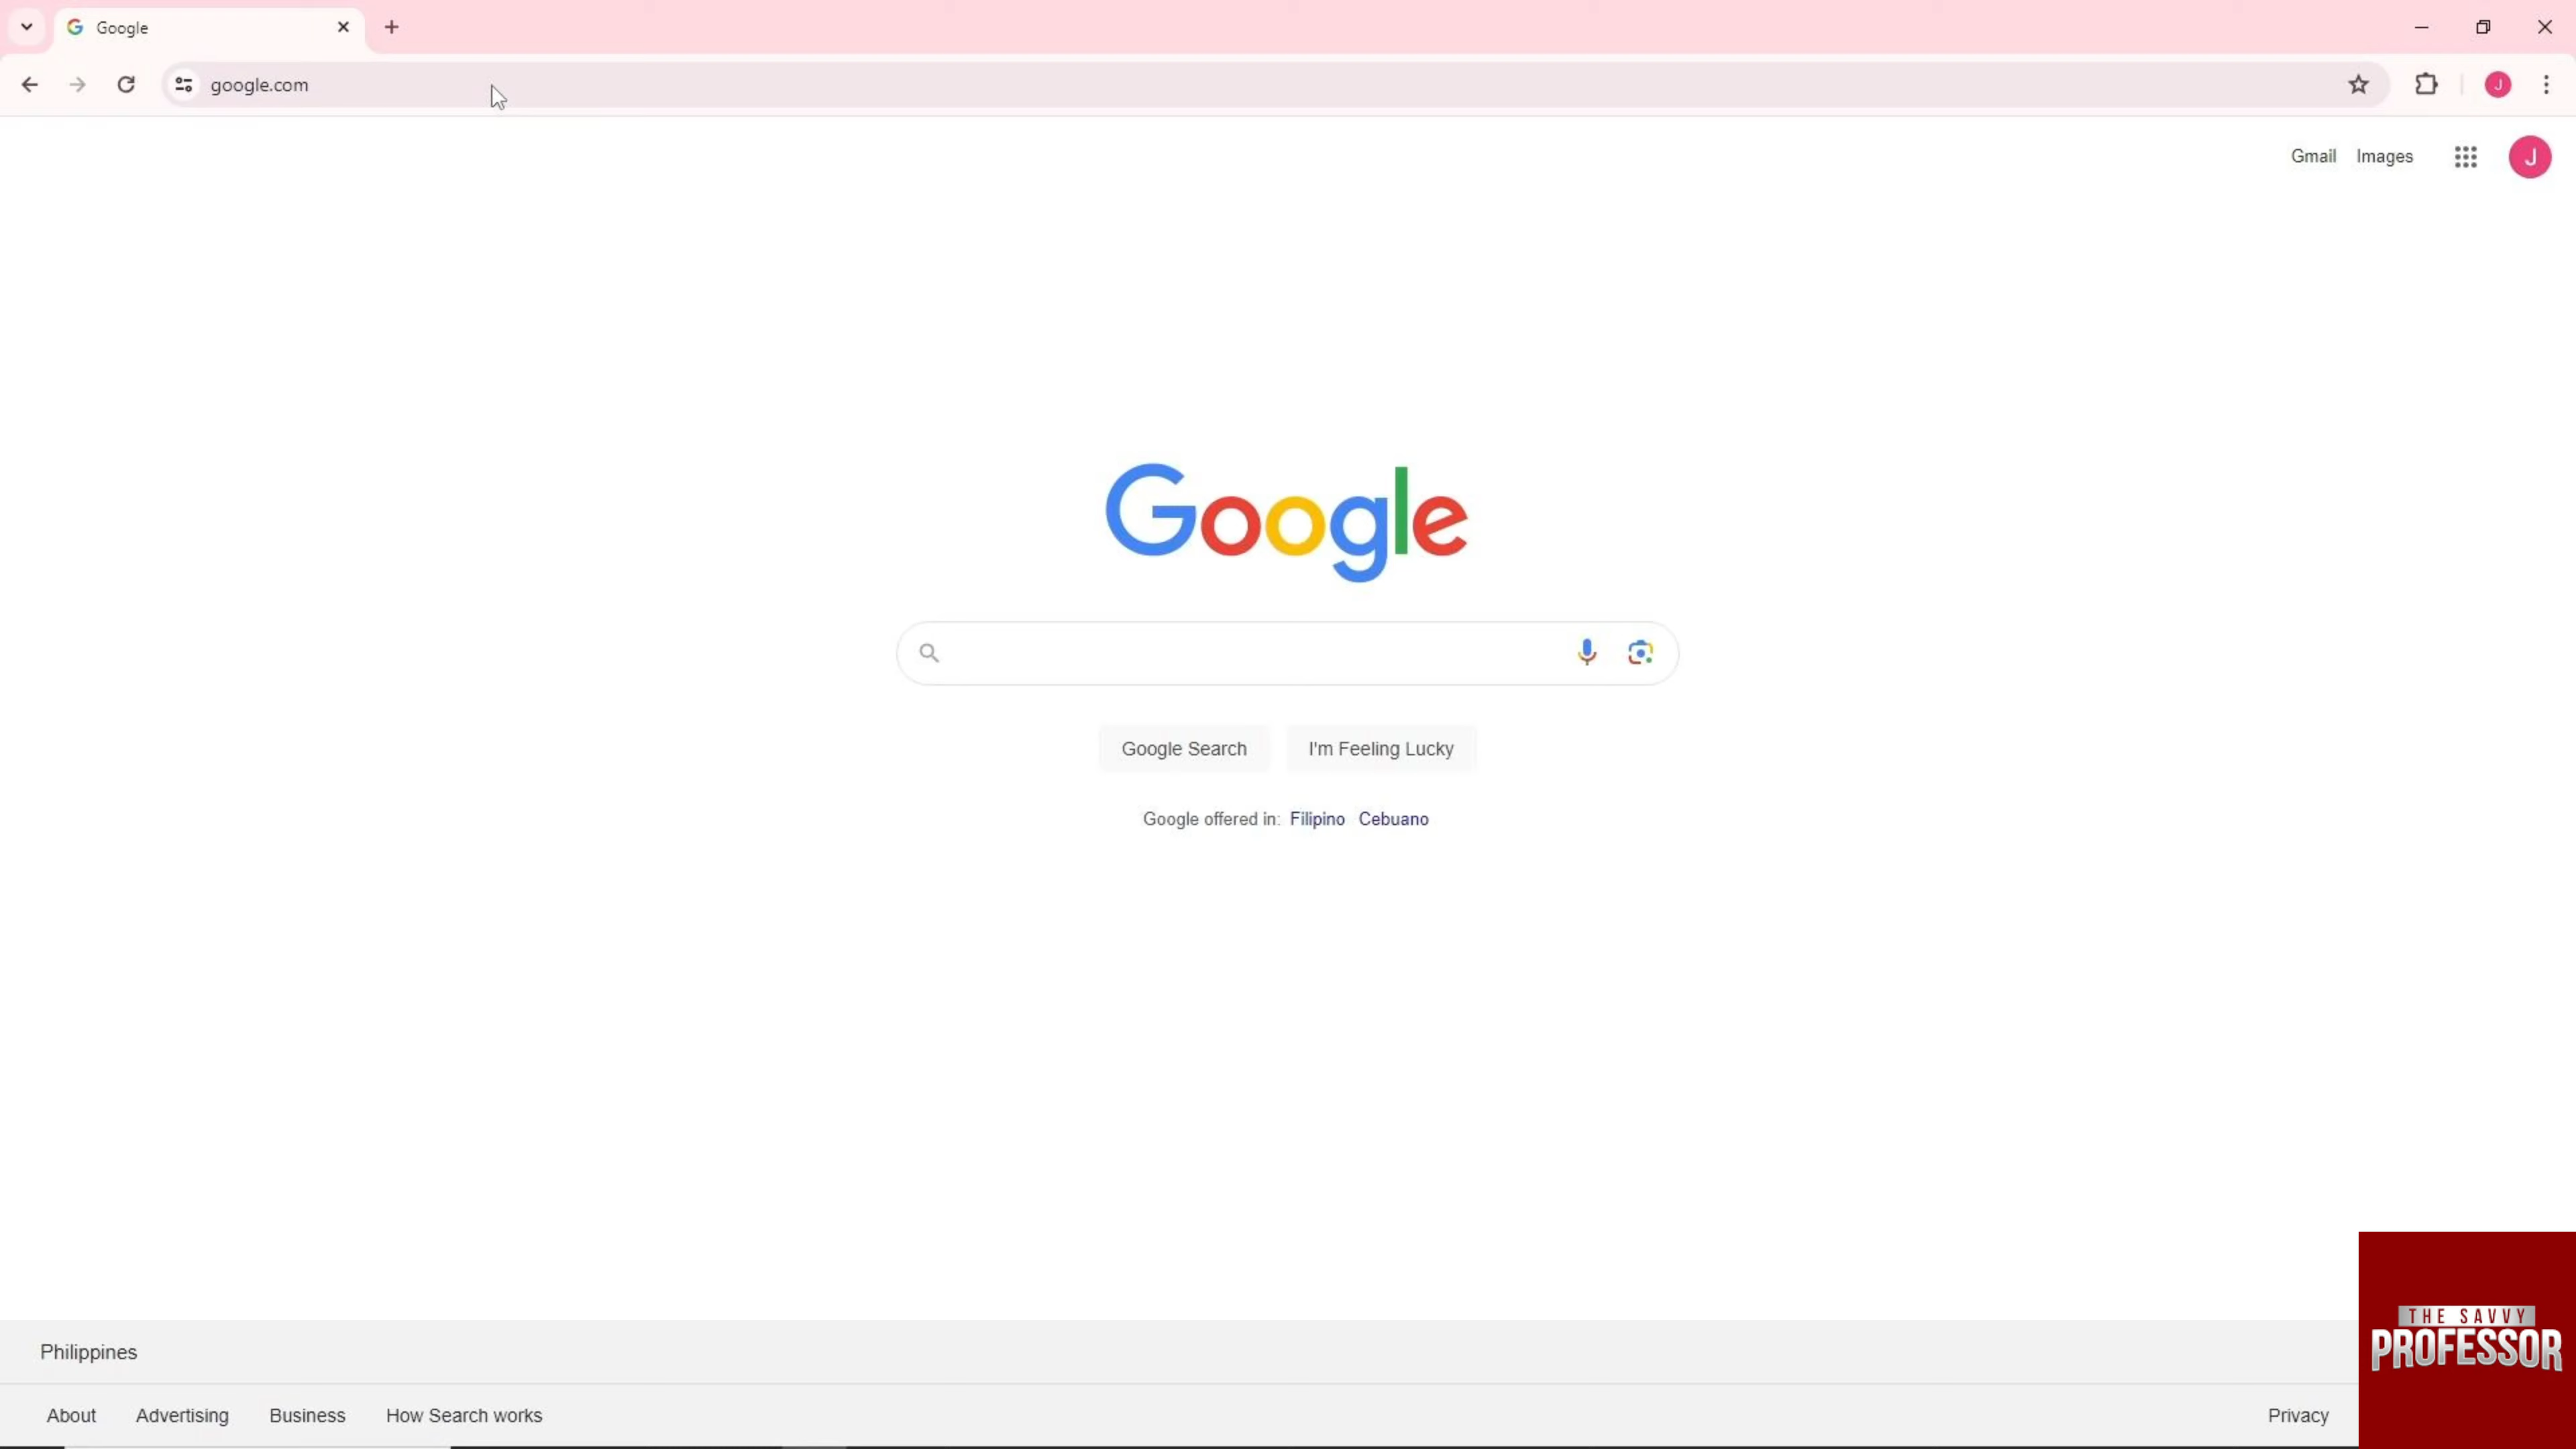 Google
google.com
J
Gmail Images J
Google
Google Search I'm Feeling Lucky
Google offered in: Filipino Cebuano
Philippines
About Advertising Business How Search works Privacy
THE SAVVY
PROFESSOR